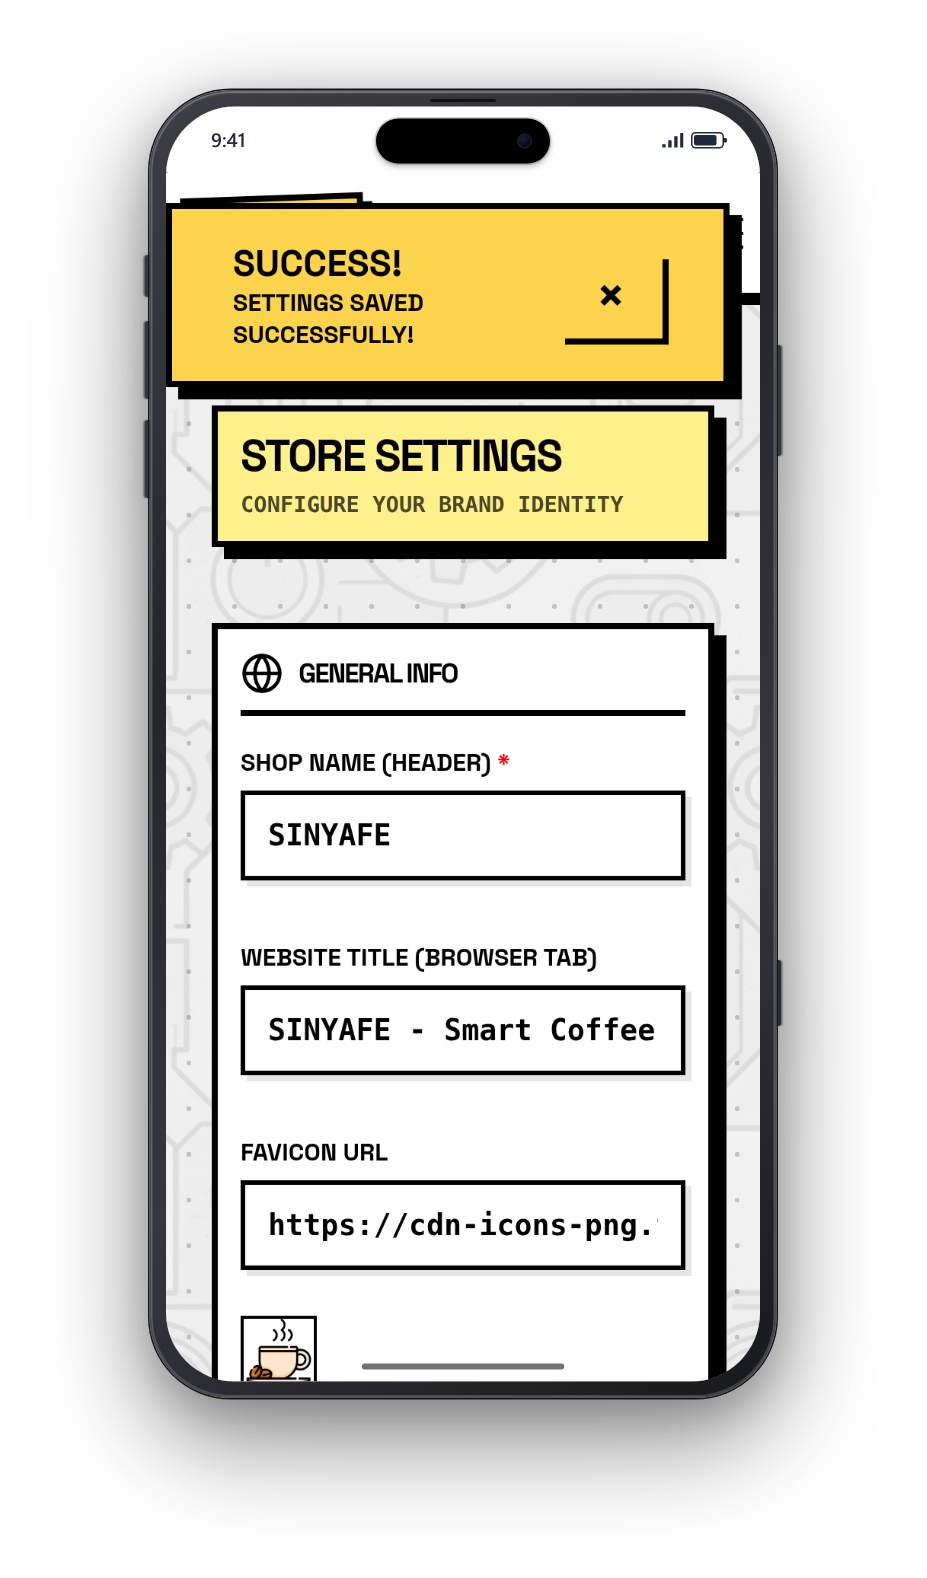 9:41
SUCCESS!
SETTINGS SAVED
SUCCESSFULLY!
STORE SETTINGS
CONFIGURE YOUR BRAND IDENTITY
GENERAL INFO
SHOP NAME (HEADER) *
SINYAFE
WEBSITE TITLE (BROWSER TAB)
SINYAFE - Smart Coffee
FAVICON URL
https://cdn-icons-png.